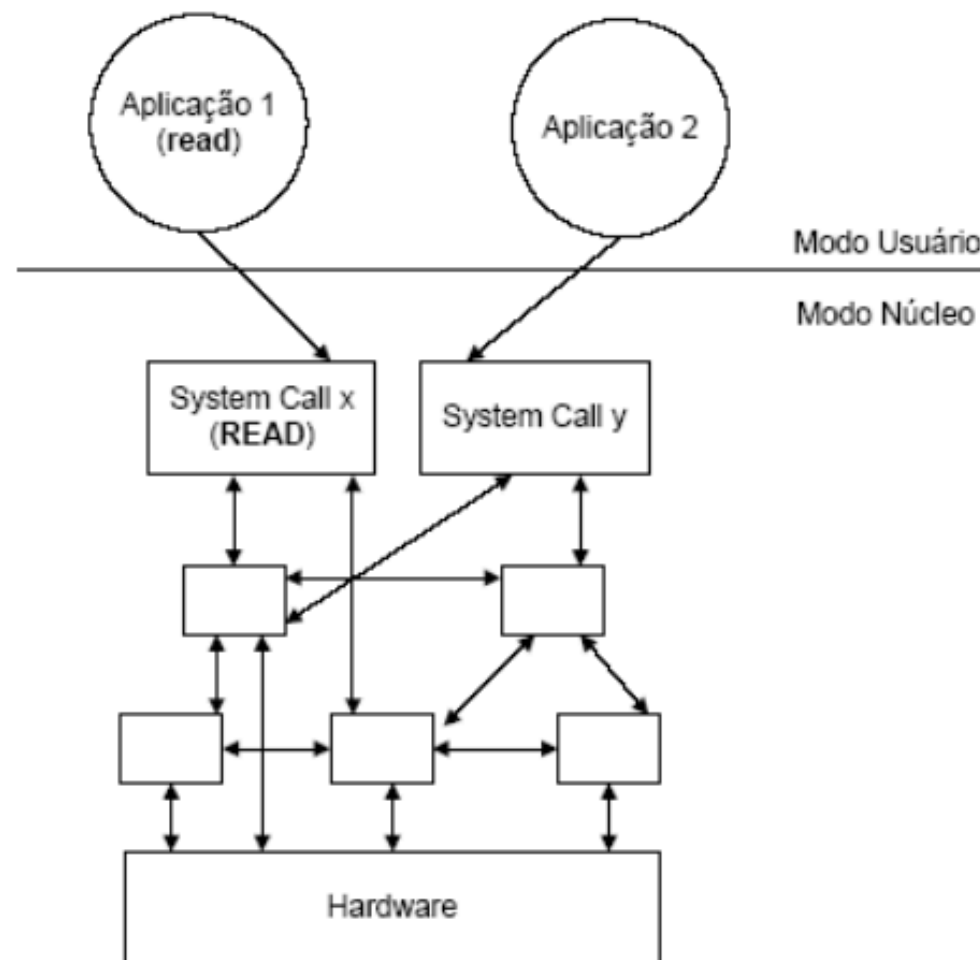 Aplicação 1
(read)
Aplicação 2
Modo Usuário
Modo Núcleo
System Call x
(READ)
System Call y
Hardware